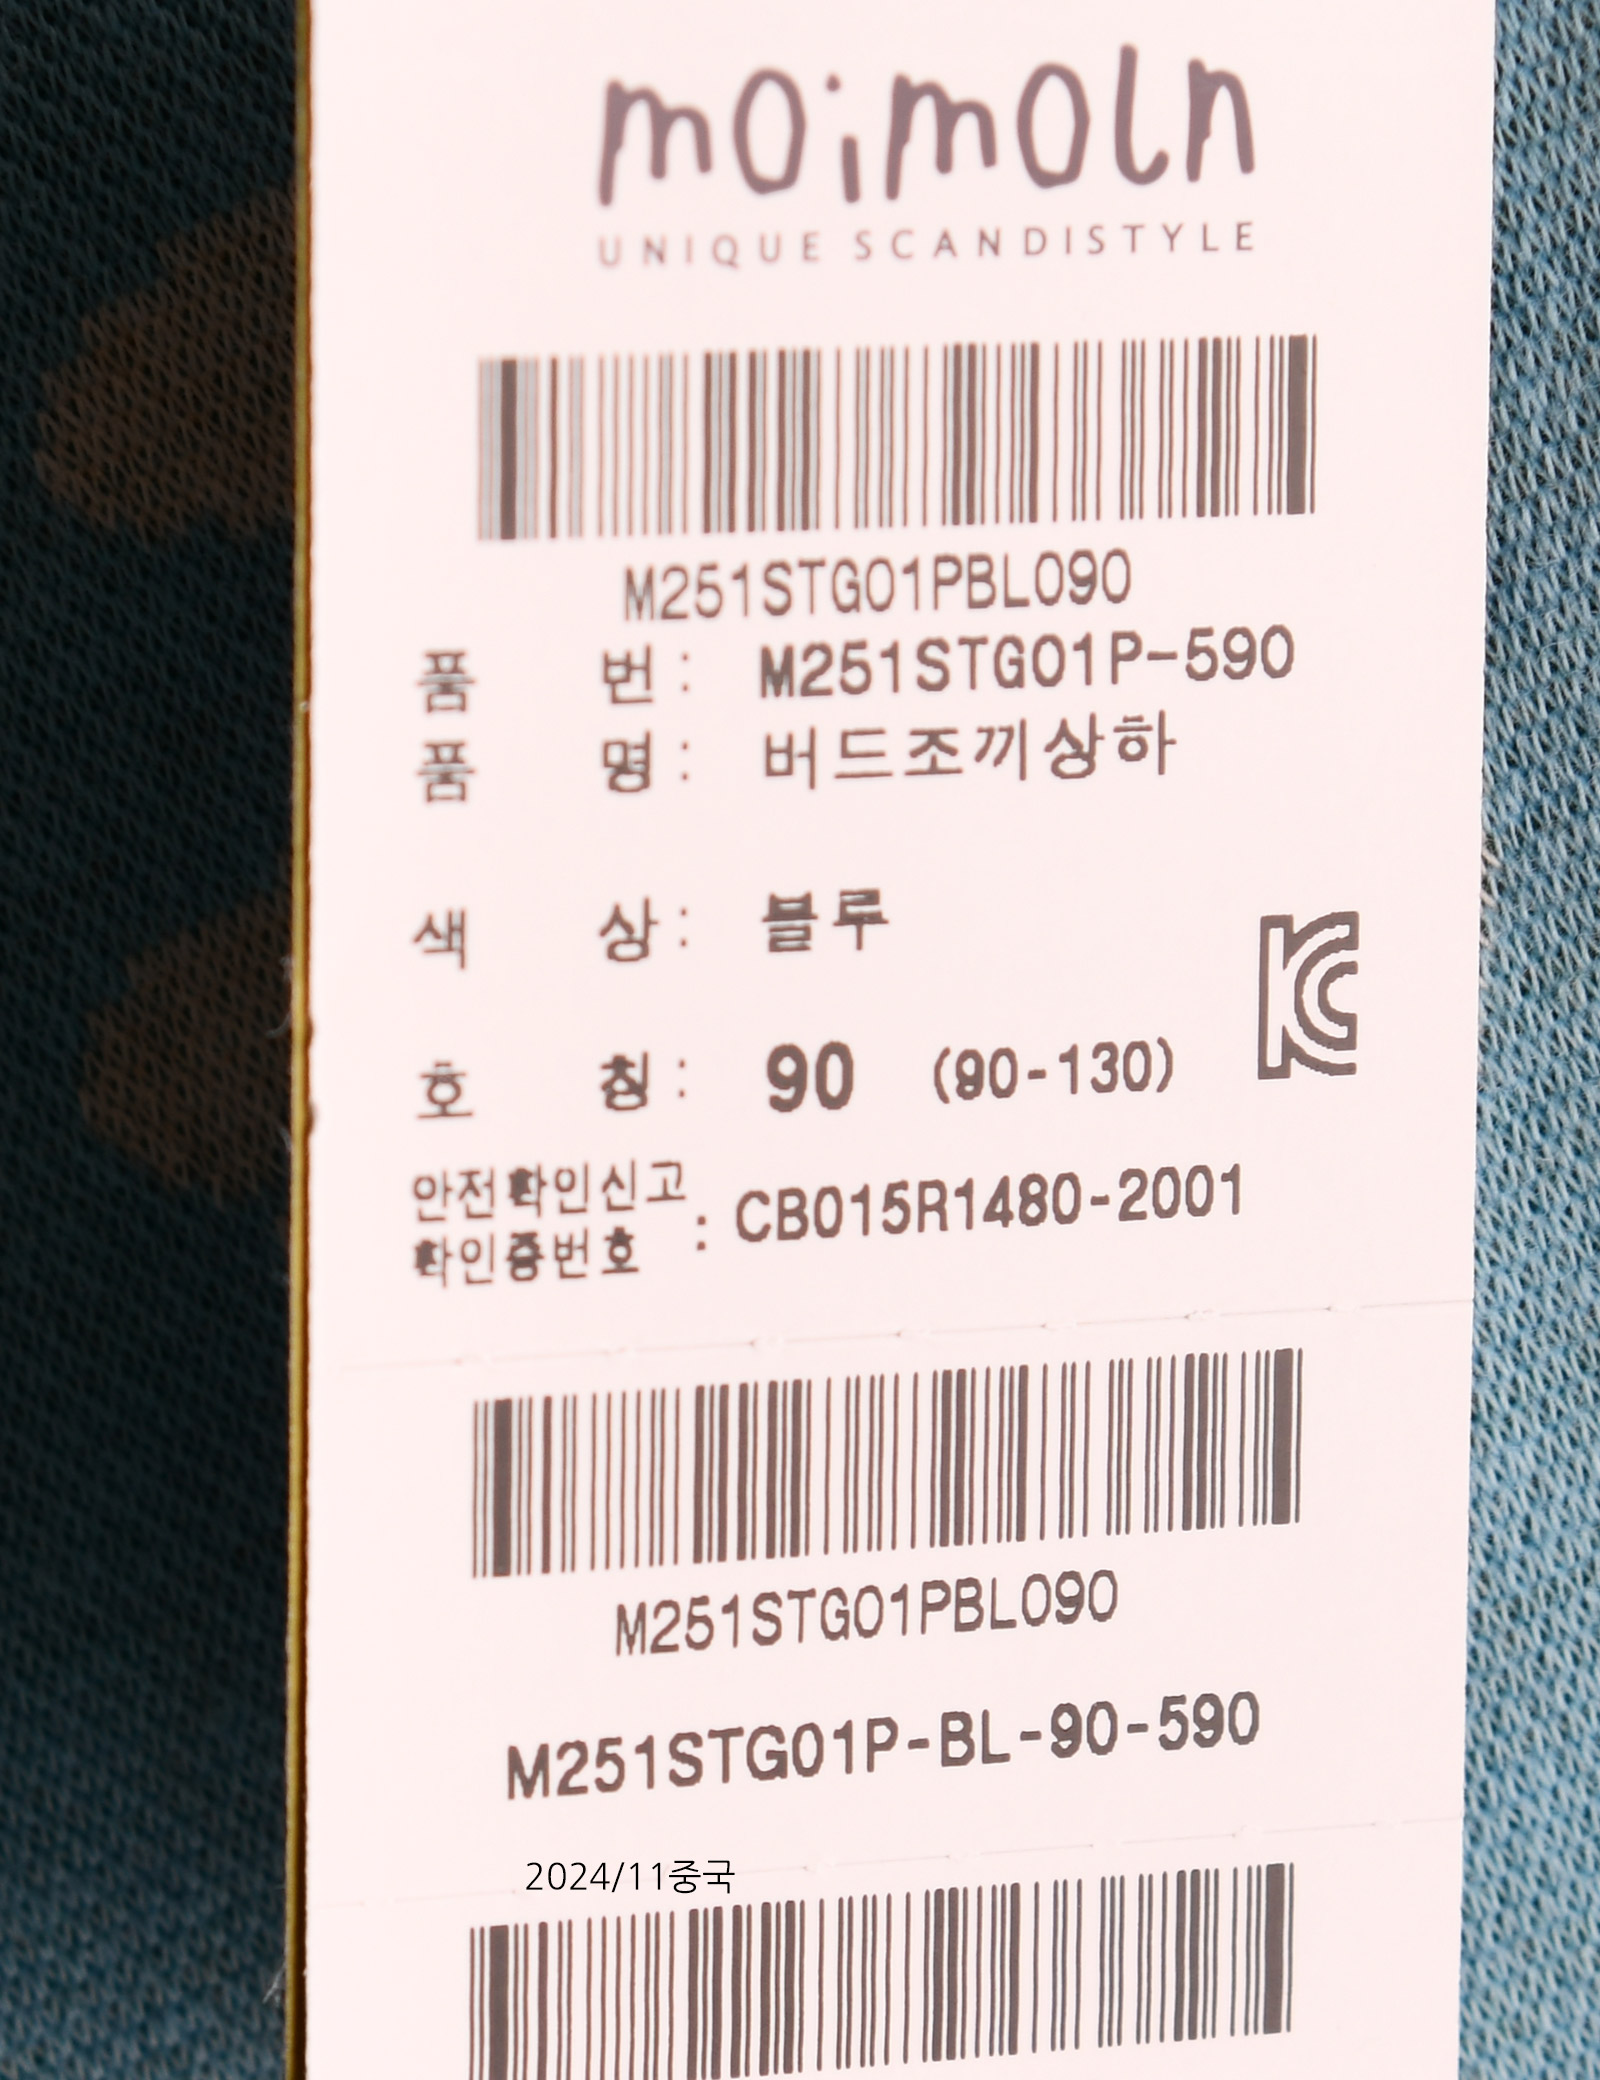 moimoln
UNIQUE SCANDISTYLE
M251STG01PBL090
품 번 : M251STG01P-590
품 명 : 버드조끼상하
색 상 : 블루
호 칭 : 90 (90-130)
안전확인신고
확인증번호 : CB015R1480-2001
M251STG01PBL090
M251STG01P-BL-90-590
2024/11중국